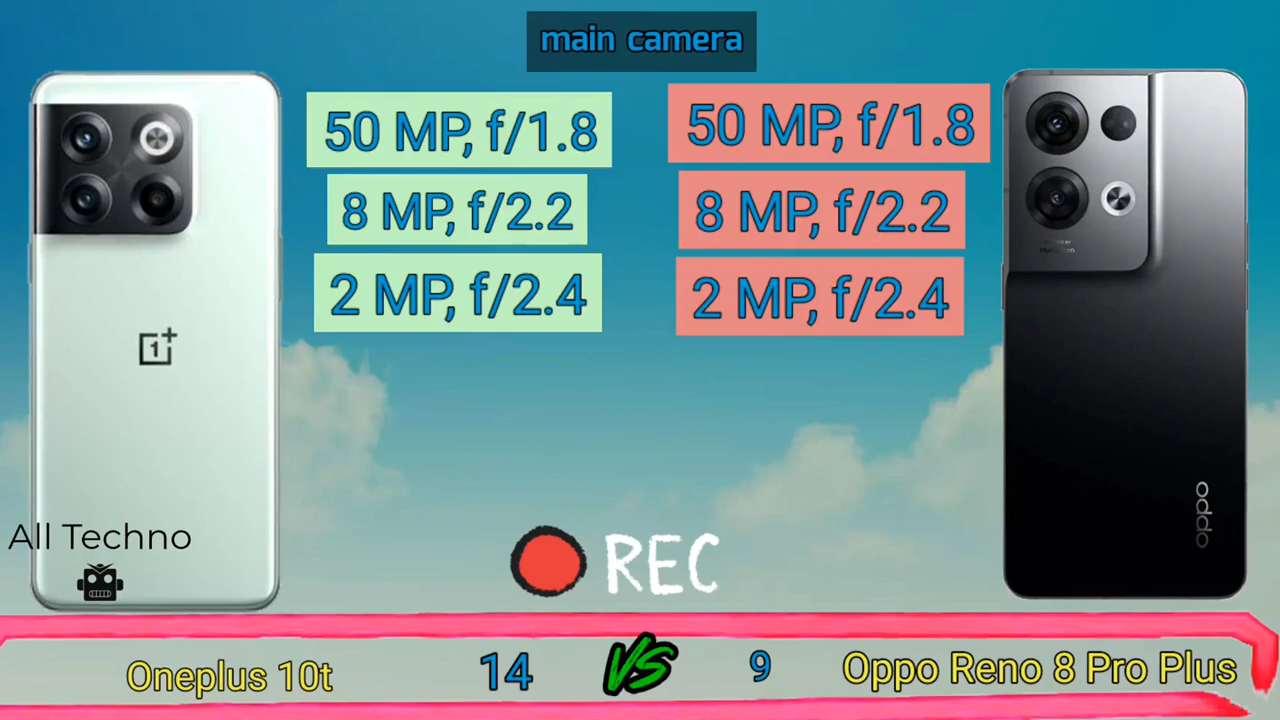 main camera
50 MP, f/1.8
8 MP, f/2.2
2 MP, f/2.4
50 MP, f/1.8
8 MP, f/2.2
2 MP, f/2.4
oppo
All Techno
REC
Oneplus 10t
14
VS
9
Oppo Reno 8 Pro Plus